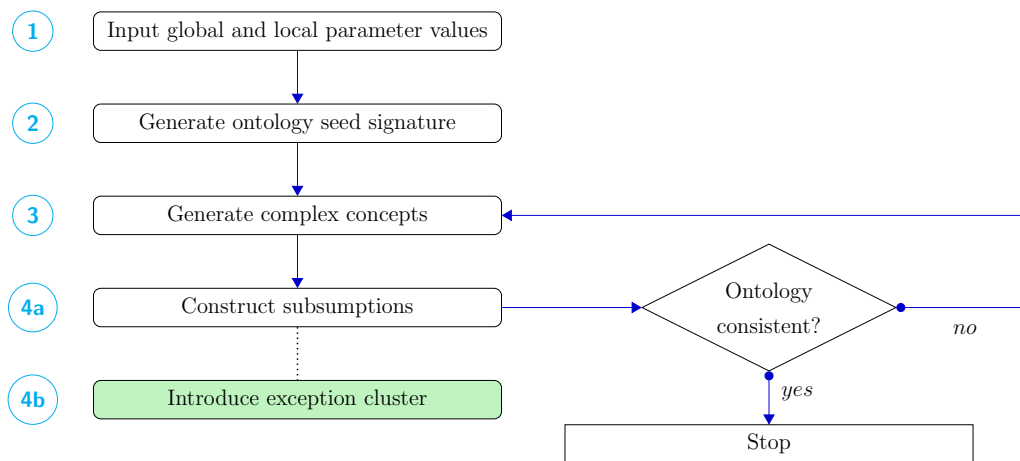 1 Input global and local parameter values
2 Generate ontology seed signature
3 Generate complex concepts
4a Construct subsumptions
Ontology
consistent?
no
4b Introduce exception cluster
yes
Stop